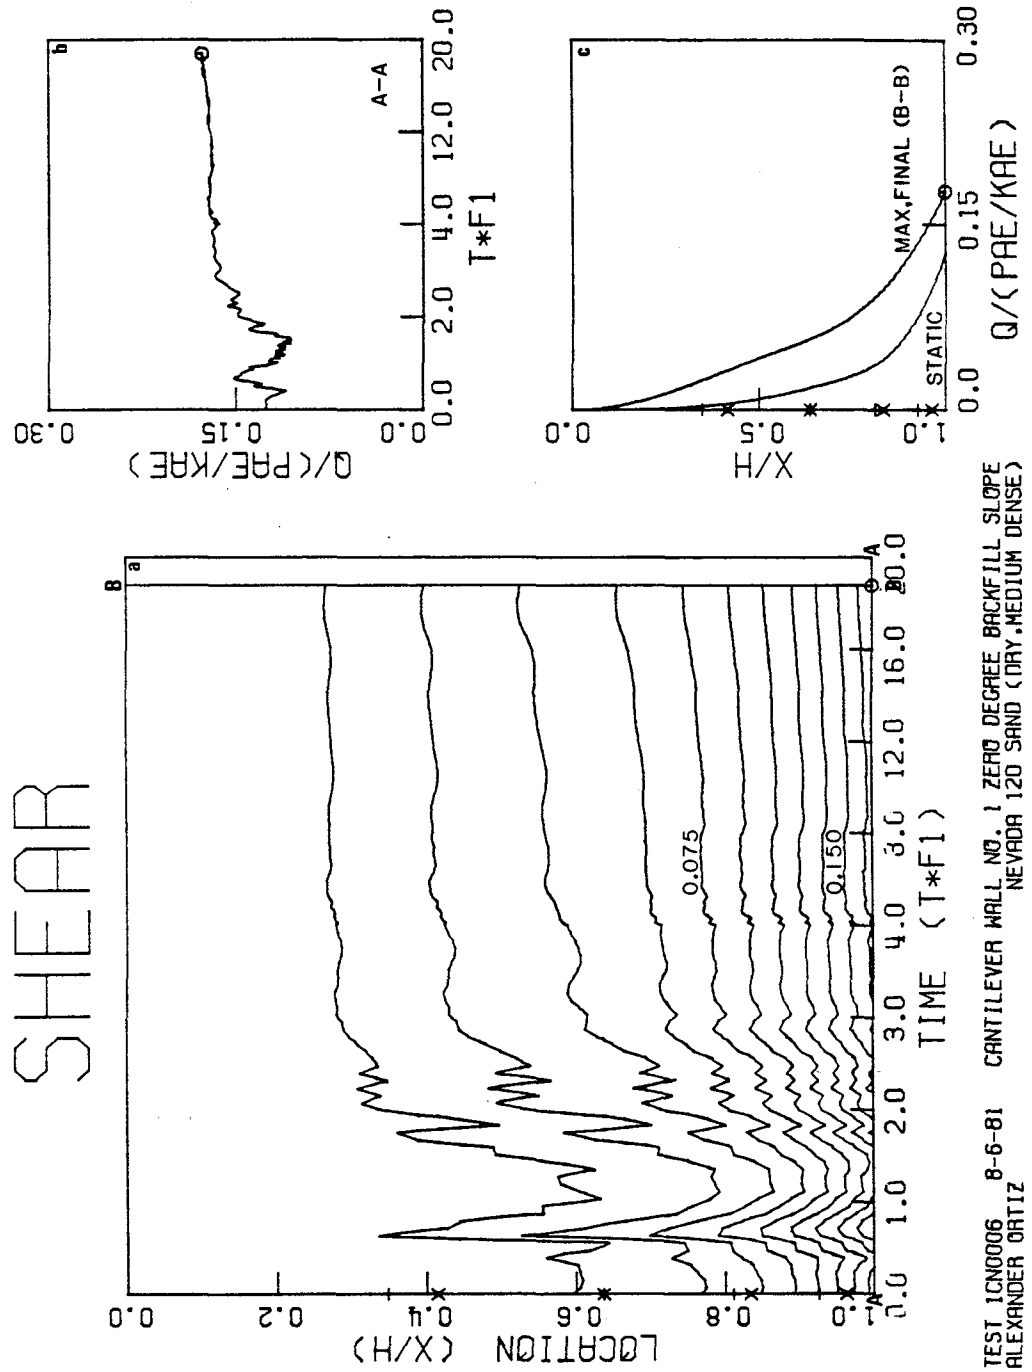 SHEAR
B
a
0.0
0.2
0.4
0.6
0.8
1.0
LOCATION (X/H)
0.075
0.150
A
A
B
0.0
1.0
2.0
3.0
4.0
8.0
12.0
16.0
20.0
TIME (T*F1)
b
0.30
0.15
0.0
Q/(PAE/KAE)
A-A
0.0
2.0
4.0
12.0
20.0
T*F1
c
0.0
0.5
1.0
X/H
STATIC
MAX,FINAL (B-B)
0.0
0.15
0.30
Q/(PAE/KAE)
TEST 1CN0006 8-6-81 CANTILEVER WALL NO. 1 ZERO DEGREE BACKFILL SLOPE
ALEXANDER ORTIZ NEVADA 120 SAND (DRY,MEDIUM DENSE)